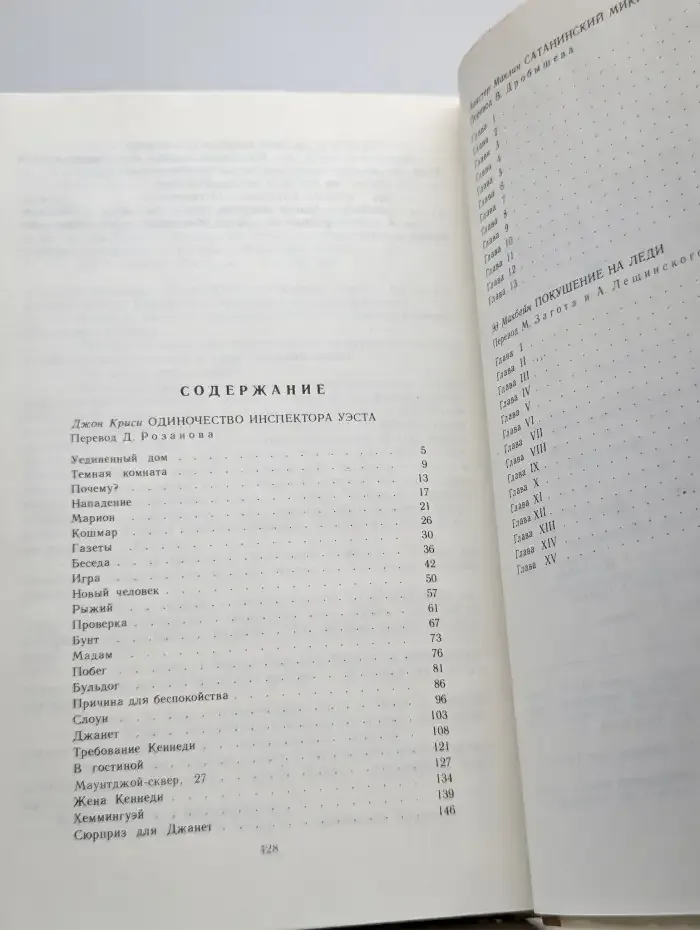 СОДЕРЖАНИЕ
Джон Криси ОДИНОЧЕСТВО ИНСПЕКТОРА УЭСТА
Перевод Д. Розанова
Уединенный дом 5
Темная комната 9
Почему? 13
Нападение 17
Марион 21
Кошмар 26
Газеты 30
Беседа 36
Игра 42
Новый человек 50
Рыжий 57
Проверка 61
Бунт 67
Мадам 73
Побег 76
Бульдог 81
Причина для беспокойства 86
Слоун 96
Джанет 103
Требование Кеннеди 108
В гостиной 121
Маунтджой-сквер, 27 127
Жена Кеннеди 134
Хеммингуэй 139
Сюрприз для Джанет 146
428
Алистер Маклин САТАНИНСКИЙ
Перевод В. Дробышева
Глава 1
Глава 2
Глава 3
Глава 4
Глава 5
Глава 6
Глава 7
Глава 8
Глава 9
Глава 10
Глава 11
Глава 12
Глава 13
Эд Макбейн ПОКУШЕНИЕ НА ЛЕДИ
Перевод М. Загота и А. Лещинского
Глава I
Глава II
Глава III
Глава IV
Глава V
Глава VI
Глава VII
Глава VIII
Глава IX
Глава X
Глава XI
Глава XII
Глава XIII
Глава XIV
Глава XV